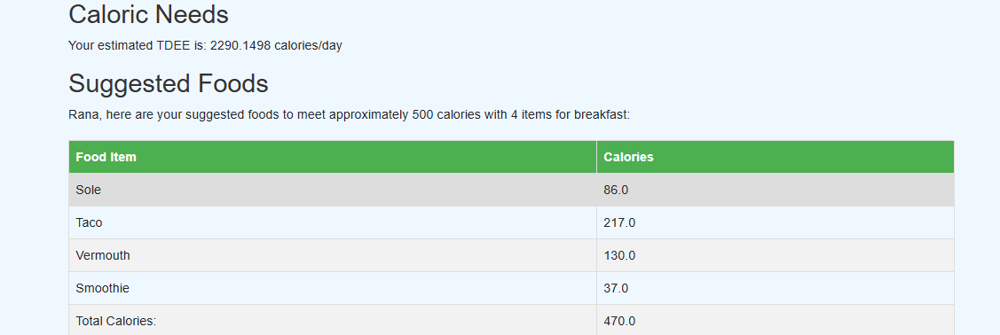 Caloric Needs
Your estimated TDEE is: 2290.1498 calories/day
Suggested Foods
Rana, here are your suggested foods to meet approximately 500 calories with 4 items for breakfast:
Food Item Calories
Sole 86.0
Taco 217.0
Vermouth 130.0
Smoothie 37.0
Total Calories: 470.0